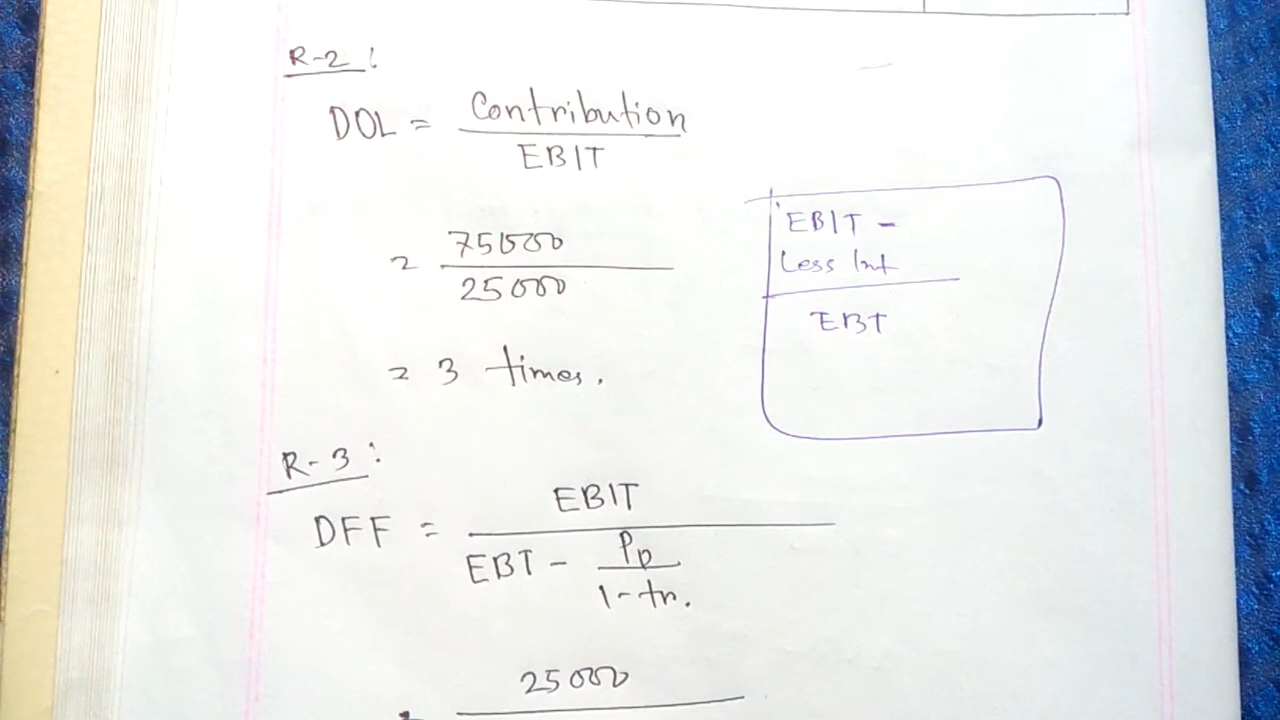 R-2:
DOL = Contribution
EBIT
= 75000
25000
= 3 times.
EBIT -
Less Int
EBT
R-3:
DFF = EBIT
EBT - PD
1-tr.
25000